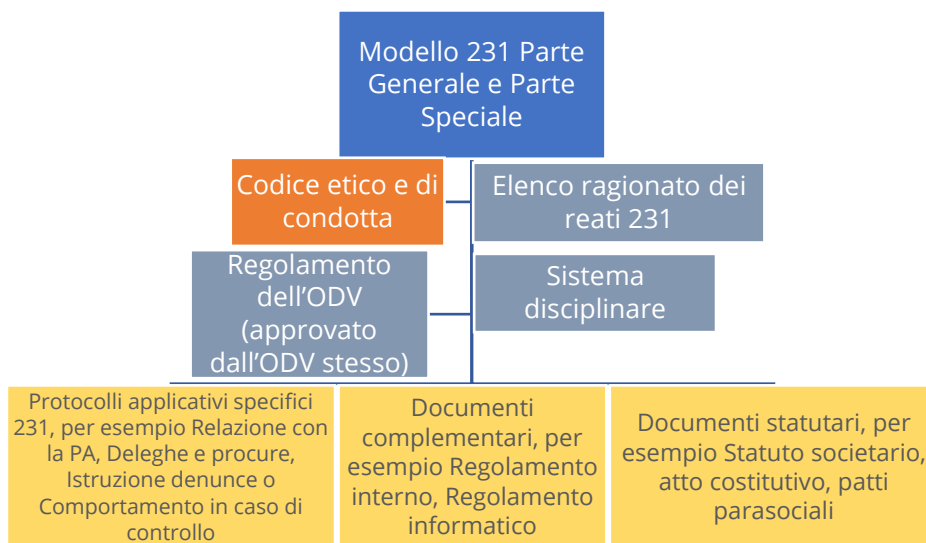 Modello 231 Parte
Generale e Parte
Speciale
Codice etico e di
condotta
Elenco ragionato dei
reati 231
Regolamento
dell'ODV
(approvato
dall'ODV stesso)
Sistema
disciplinare
Protocolli applicativi specifici
231, per esempio Relazione con
la PA, Deleghe e procure,
Istruzione denunce o
Comportamento in caso di
controllo
Documenti
complementari, per
esempio Regolamento
interno, Regolamento
informatico
Documenti statutari, per
esempio Statuto societario,
atto costitutivo, patti
parasociali